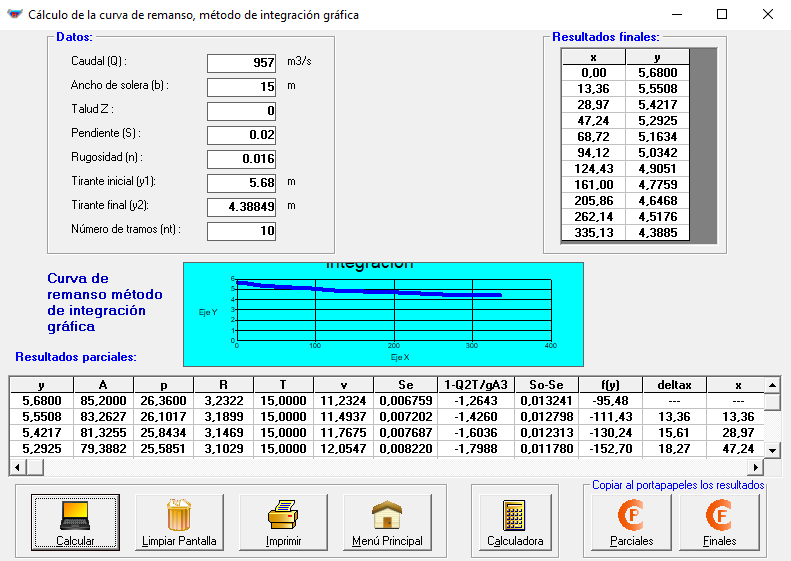 Cálculo de la curva de remanso, método de integración gráfica
Datos:
Caudal (Q) : 957 m3/s
Ancho de solera (b) : 15 m
Talud Z : 0
Pendiente (S) : 0.02
Rugosidad (n) : 0.016
Tirante inicial (y1): 5.68 m
Tirante final (y2): 4.38849 m
Número de tramos (nt) : 10
Resultados finales:
x y
0,00 5,6800
13,36 5,5508
28,97 5,4217
47,24 5,2925
68,72 5,1634
94,12 5,0342
124,43 4,9051
161,00 4,7759
205,86 4,6468
262,14 4,5176
335,13 4,3885
Curva de
remanso método
de integración
gráfica
integración
Eje Y
6
5
4
3
2
1
0
0 100 200 300 400
Eje X
Resultados parciales:
y A p R T v Se 1-Q2T/gA3 So-Se f(y) deltax x
5,6800 85,2000 26,3600 3,2322 15,0000 11,2324 0,006759 -1,2643 0,013241 -95,48 --- ---
5,5508 83,2627 26,1017 3,1899 15,0000 11,4937 0,007202 -1,4260 0,012798 -111,43 13,36 13,36
5,4217 81,3255 25,8434 3,1469 15,0000 11,7675 0,007687 -1,6036 0,012313 -130,24 15,61 28,97
5,2925 79,3882 25,5851 3,1029 15,0000 12,0547 0,008220 -1,7988 0,011780 -152,70 18,27 47,24
Calcular
Limpiar Pantalla
Imprimir
Menú Principal
Calculadora
Copiar al portapapeles los resultados
P
Parciales
F
Finales